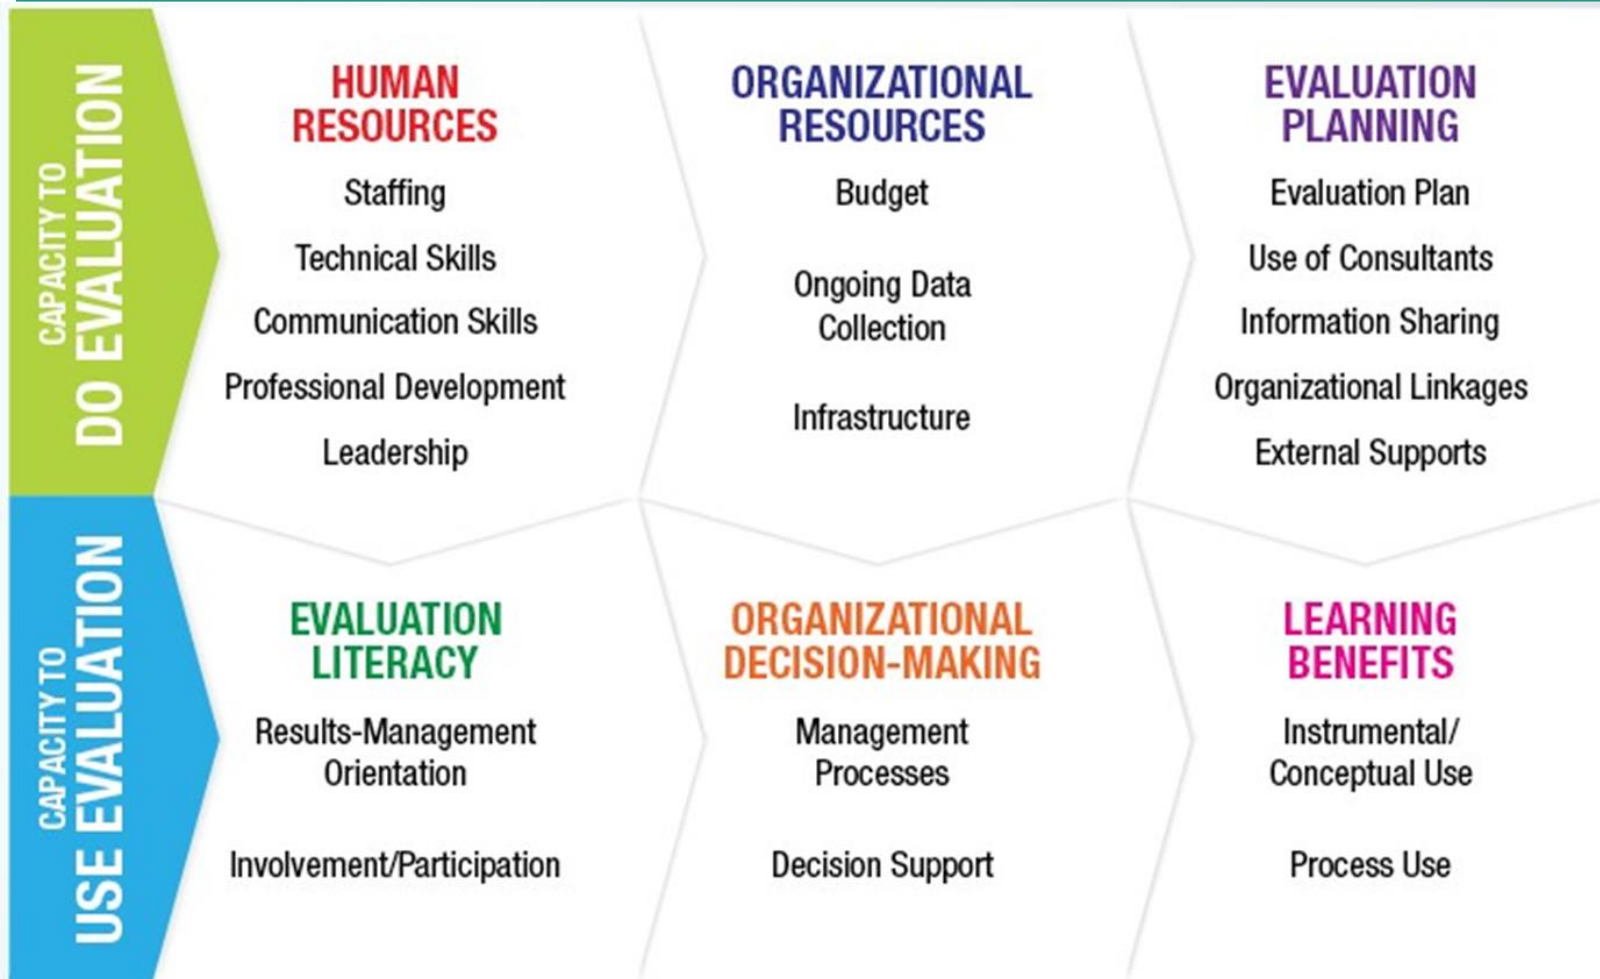 CAPACITY TO
DO EVALUATION
HUMAN
RESOURCES
Staffing
Technical Skills
Communication Skills
Professional Development
Leadership
ORGANIZATIONAL
RESOURCES
Budget
Ongoing Data
Collection
Infrastructure
EVALUATION
PLANNING
Evaluation Plan
Use of Consultants
Information Sharing
Organizational Linkages
External Supports
CAPACITY TO
USE EVALUATION
EVALUATION
LITERACY
Results-Management
Orientation
Involvement/Participation
ORGANIZATIONAL
DECISION-MAKING
Management
Processes
Decision Support
LEARNING
BENEFITS
Instrumental/
Conceptual Use
Process Use